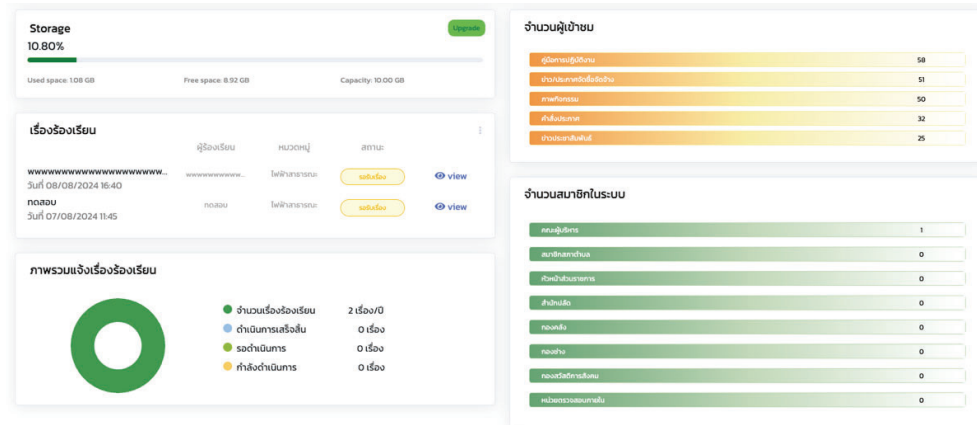 Storage
Upgrade
10.80%
Used space: 1.08 GB Free space: 8.92 GB Capacity: 10.00 GB
เรื่องร้องเรียน
ผู้ร้องเรียน หมวดหมู่ สถานะ
wwwwwwwwwwwwwwwwwwww... wwwwwwwwwww... ไฟฟ้าสาธารณะ รอรับเรื่อง view
วันที่ 08/08/2024 16:40
ทดสอบ ทดสอบ ไฟฟ้าสาธารณะ รอรับเรื่อง view
วันที่ 07/08/2024 11:45
ภาพรวมแจ้งเรื่องร้องเรียน
จำนวนเรื่องร้องเรียน 2 เรื่อง/ปี
ดำเนินการเสร็จสิ้น 0 เรื่อง
รอดำเนินการ 0 เรื่อง
กำลังดำเนินการ 0 เรื่อง
จำนวนผู้เข้าชม
คู่มือการปฏิบัติงาน 58
ข่าว/ประกาศจัดซื้อจัดจ้าง 51
ภาพกิจกรรม 50
คำสั่งประกาศ 32
ข่าวประชาสัมพันธ์ 25
จำนวนสมาชิกในระบบ
คณะผู้บริหาร 1
สมาชิกสภาตำบล 0
หัวหน้าส่วนราชการ 0
สำนักปลัด 0
กองคลัง 0
กองช่าง 0
กองสวัสดิการสังคม 0
หน่วยตรวจสอบภายใน 0